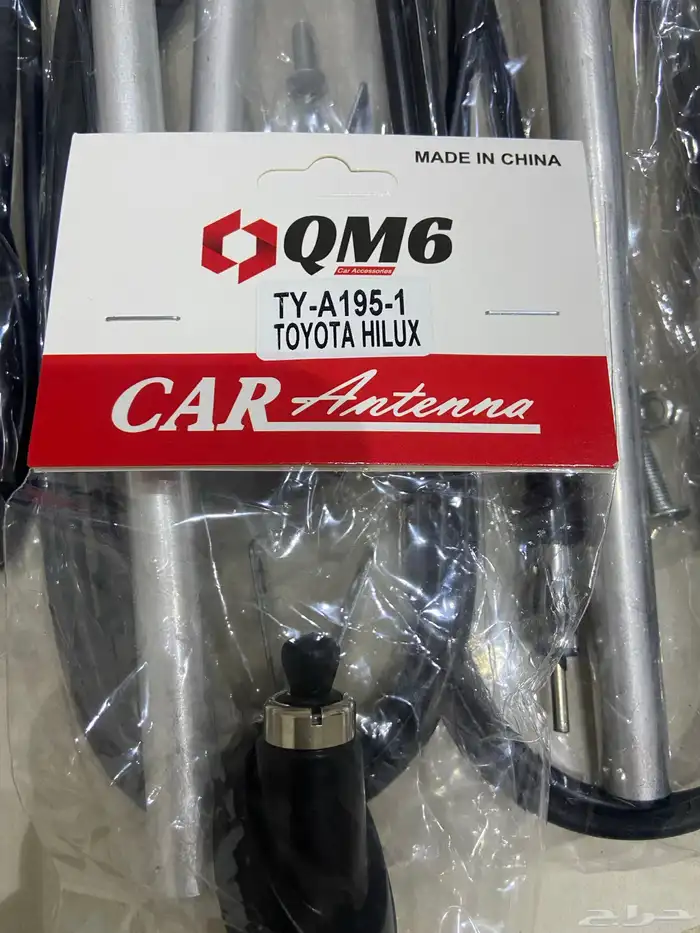 MADE IN CHINA
QM6
Car Accessories
TY-A195-1
TOYOTA HILUX
CAR Antenna
حراج